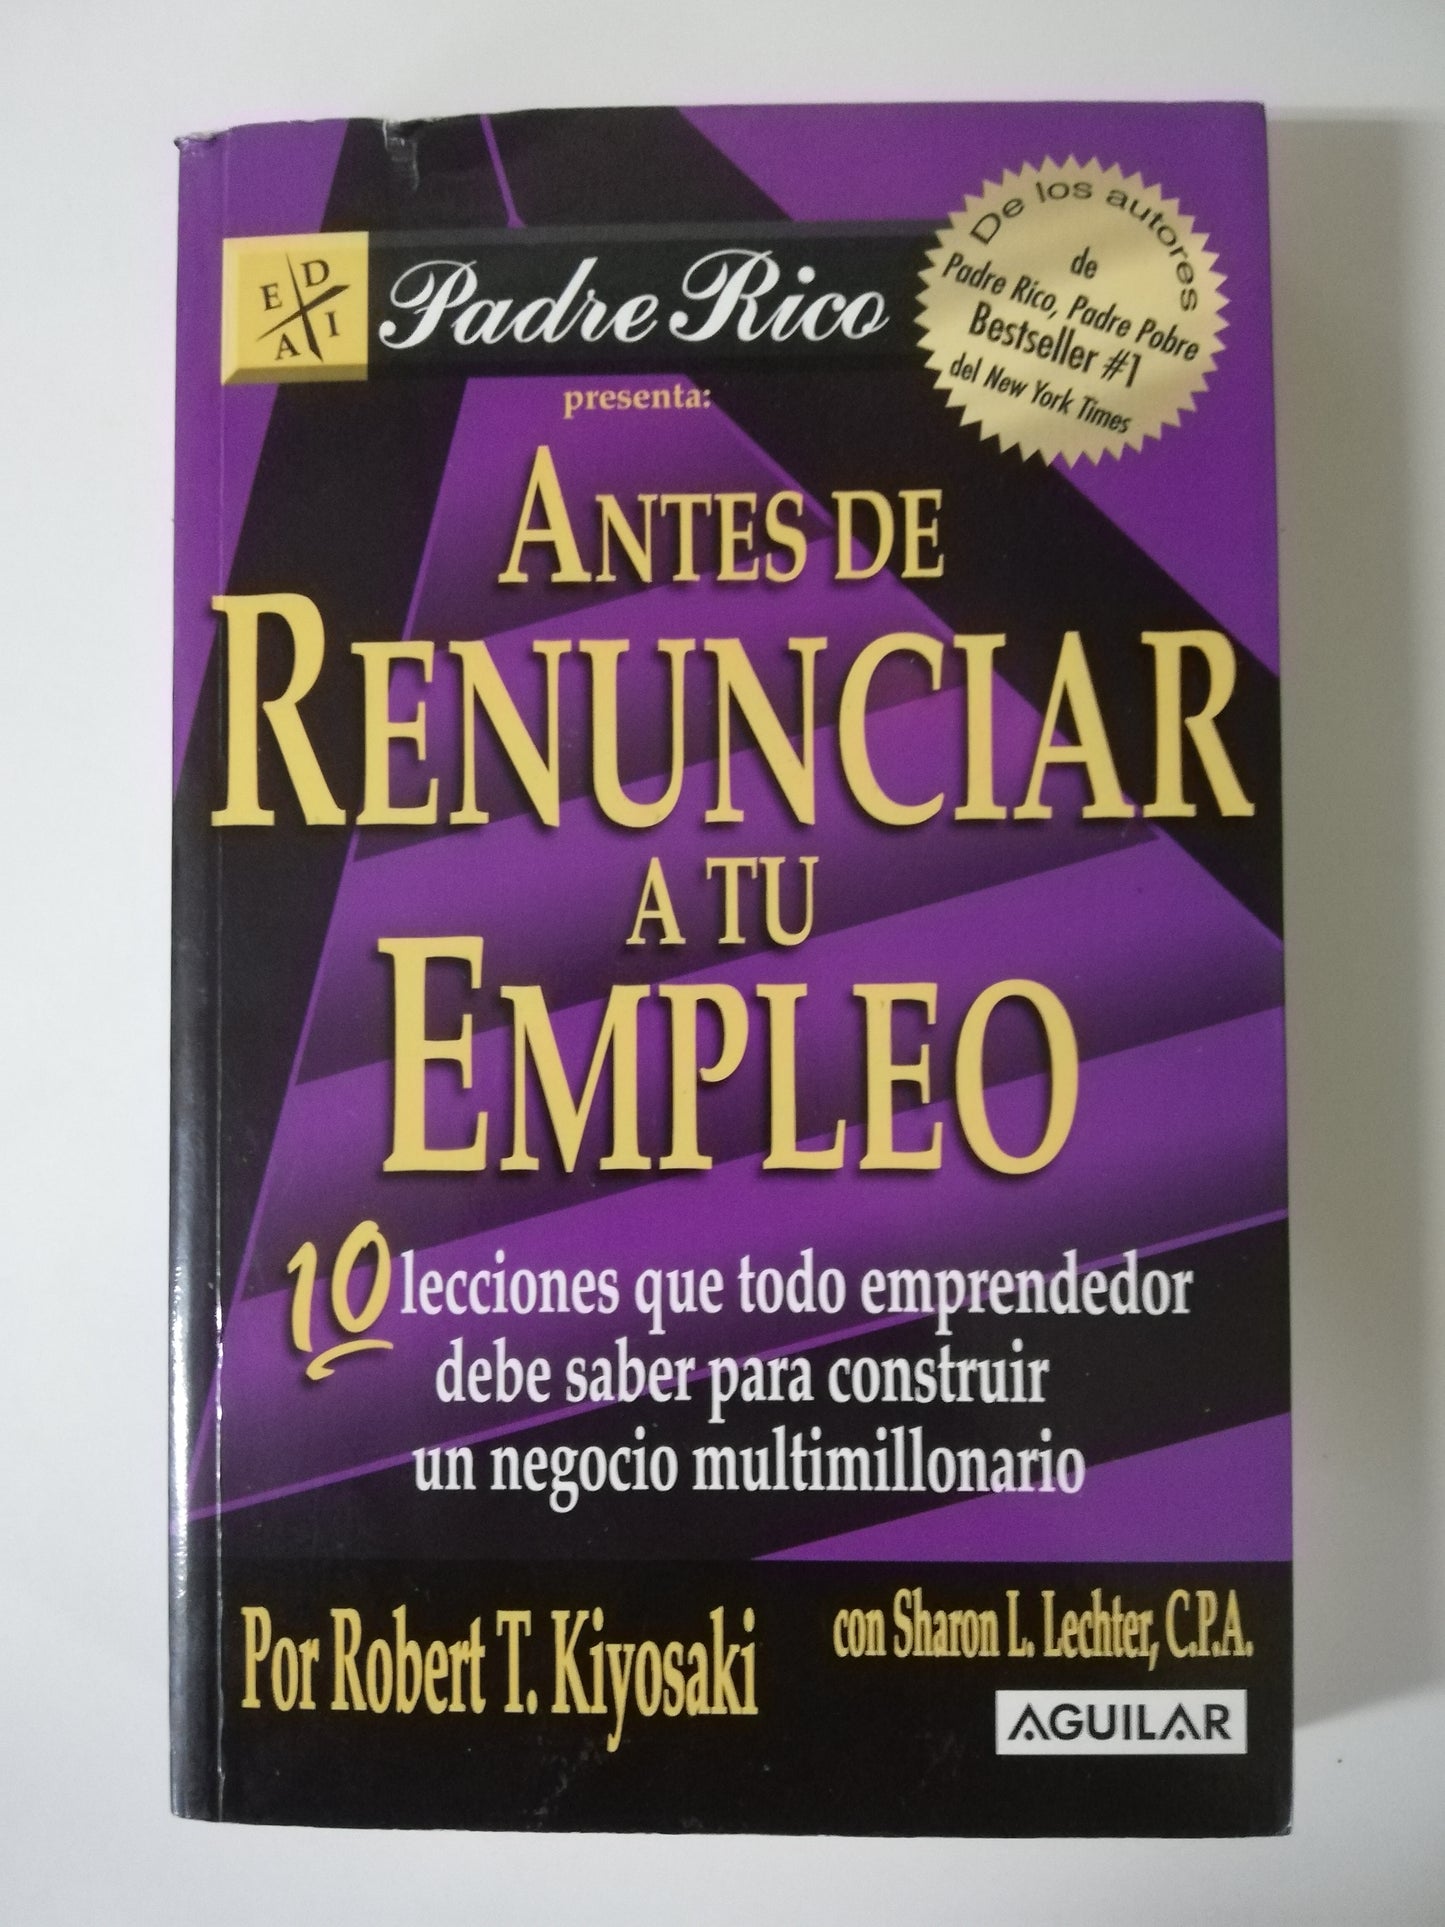 E D
A I
Padre Rico
presenta:
De los autores
de
Padre Rico, Padre Pobre
Bestseller #1
del New York Times
ANTES DE
RENUNCIAR
A TU
EMPLEO
10 lecciones que todo emprendedor
debe saber para construir
un negocio multimillonario
Por Robert T. Kiyosaki
con Sharon L. Lechter, C.P.A.
AGUILAR